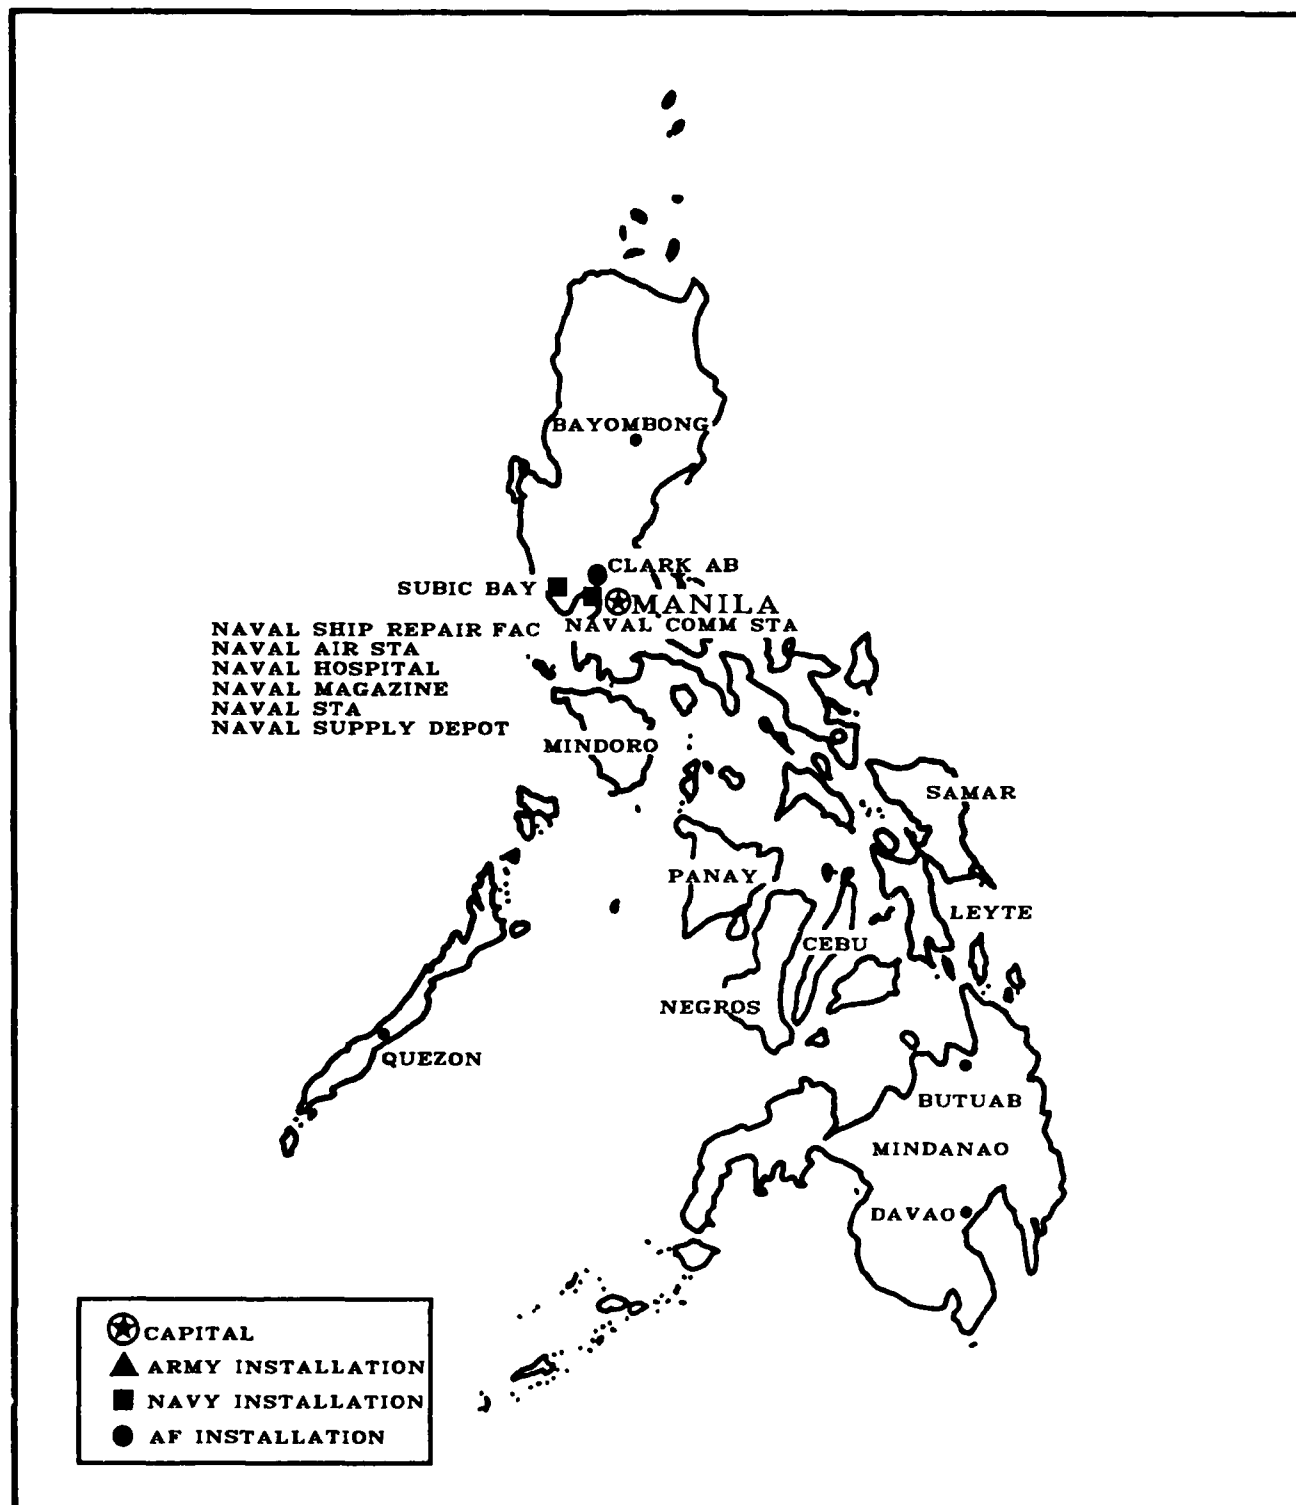 BAYOMBONG
CLARK AB
SUBIC BAY
MANILA
NAVAL COMM STA
NAVAL SHIP REPAIR FAC
NAVAL AIR STA
NAVAL HOSPITAL
NAVAL MAGAZINE
NAVAL STA
NAVAL SUPPLY DEPOT
MINDORO
SAMAR
PANAY
LEYTE
CEBU
NEGROS
QUEZON
BUTUAB
MINDANAO
DAVAO
CAPITAL
ARMY INSTALLATION
NAVY INSTALLATION
AF INSTALLATION